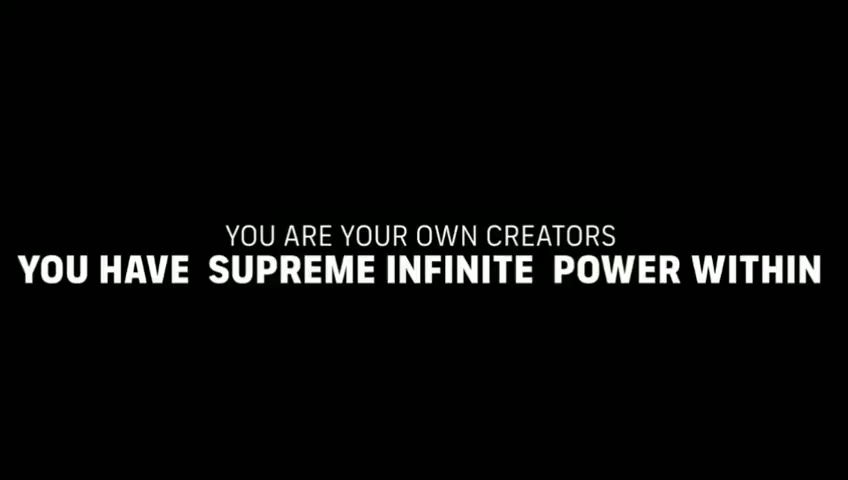 YOU ARE YOUR OWN CREATORS
YOU HAVE SUPREME INFINITE POWER WITHIN